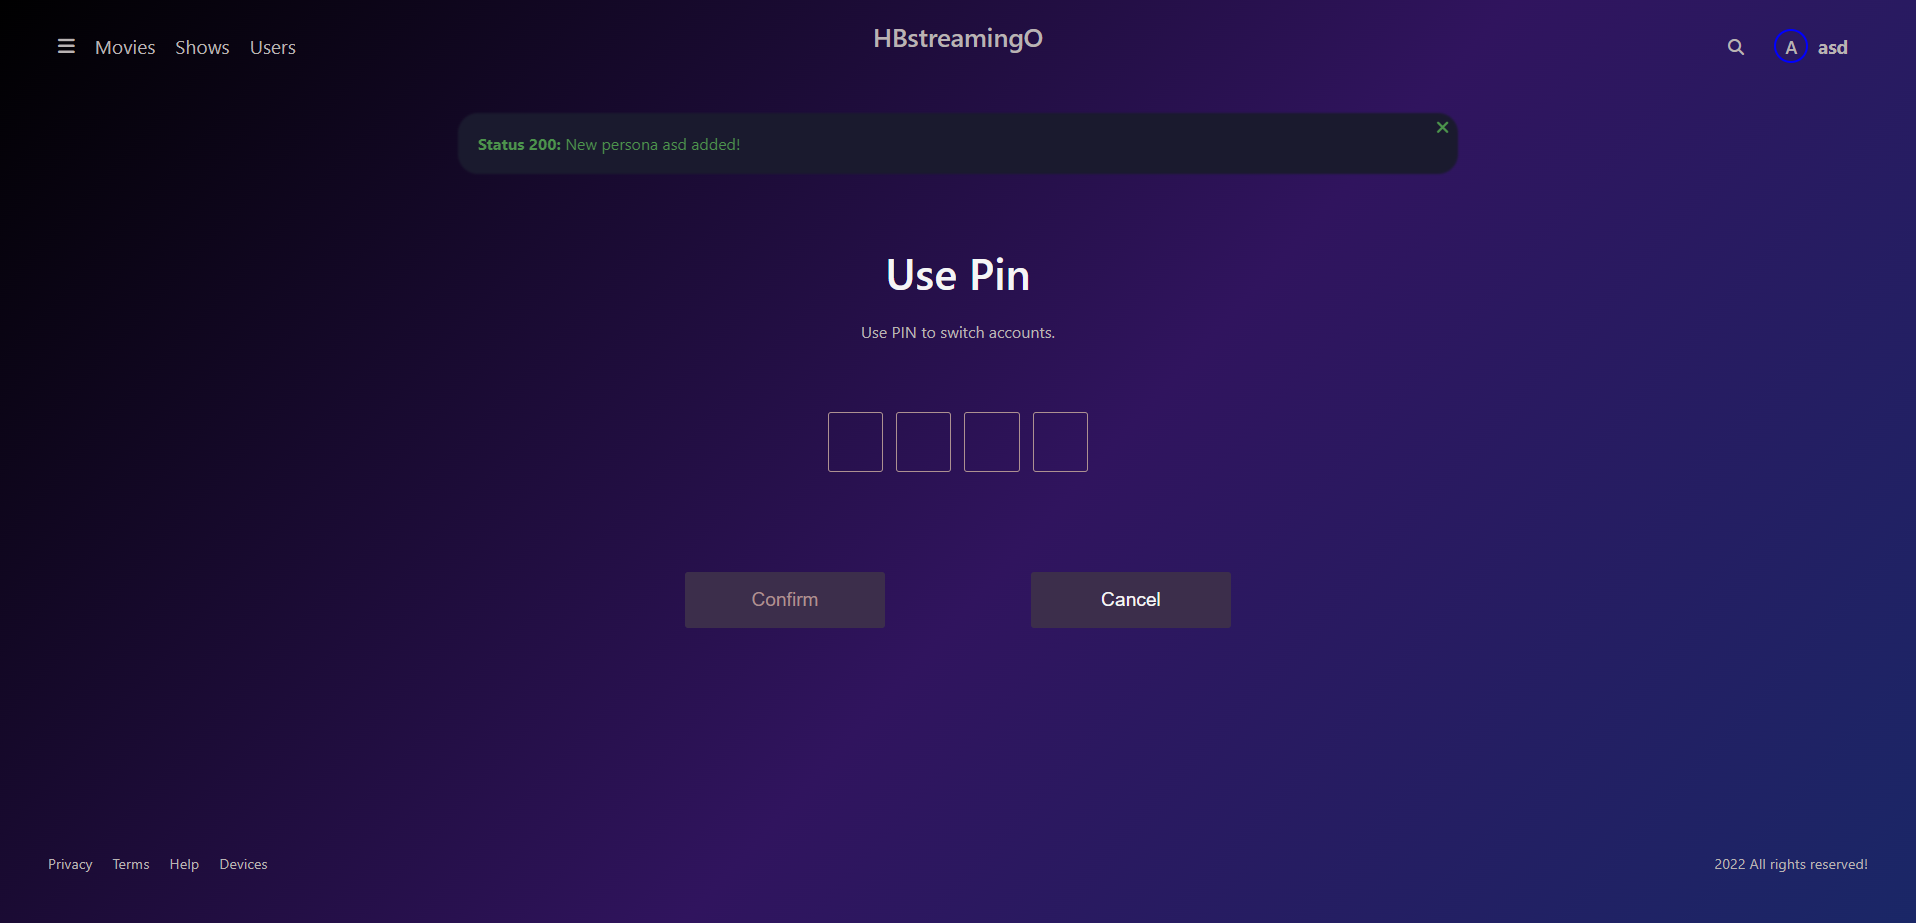 Movies Shows Users
HBstreamingO
A asd
Status 200: New persona asd added!
Use Pin
Use PIN to switch accounts.
Confirm
Cancel
Privacy Terms Help Devices
2022 All rights reserved!